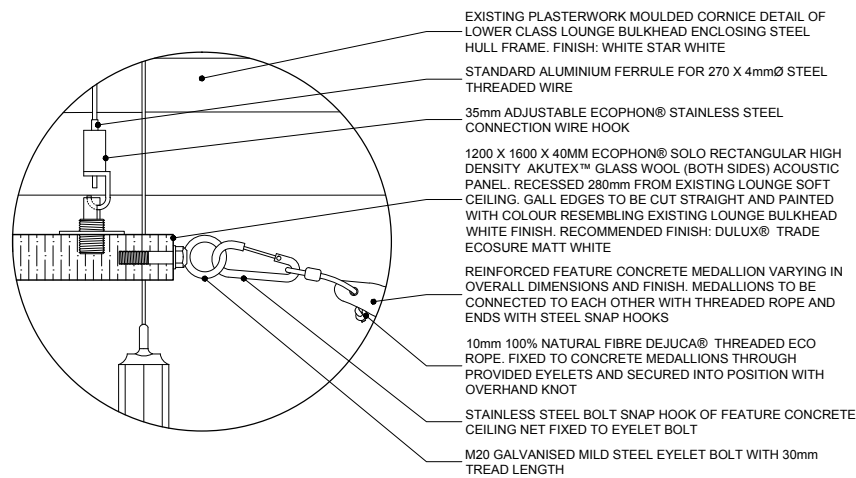 EXISTING PLASTERWORK MOULDED CORNICE DETAIL OF
LOWER CLASS LOUNGE BULKHEAD ENCLOSING STEEL
HULL FRAME. FINISH: WHITE STAR WHITE
STANDARD ALUMINIUM FERRULE FOR 270 X 4mmØ STEEL
THREADED WIRE
35mm ADJUSTABLE ECOPHON® STAINLESS STEEL
CONNECTION WIRE HOOK
1200 X 1600 X 40MM ECOPHON® SOLO RECTANGULAR HIGH
DENSITY AKUTEX™ GLASS WOOL (BOTH SIDES) ACOUSTIC
PANEL. RECESSED 280mm FROM EXISTING LOUNGE SOFT
CEILING. GALL EDGES TO BE CUT STRAIGHT AND PAINTED
WITH COLOUR RESEMBLING EXISTING LOUNGE BULKHEAD
WHITE FINISH. RECOMMENDED FINISH: DULUX® TRADE
ECOSURE MATT WHITE
REINFORCED FEATURE CONCRETE MEDALLION VARYING IN
OVERALL DIMENSIONS AND FINISH. MEDALLIONS TO BE
CONNECTED TO EACH OTHER WITH THREADED ROPE AND
ENDS WITH STEEL SNAP HOOKS
10mm 100% NATURAL FIBRE DEJUCA® THREADED ECO
ROPE. FIXED TO CONCRETE MEDALLIONS THROUGH
PROVIDED EYELETS AND SECURED INTO POSITION WITH
OVERHAND KNOT
STAINLESS STEEL BOLT SNAP HOOK OF FEATURE CONCRETE
CEILING NET FIXED TO EYELET BOLT
M20 GALVANISED MILD STEEL EYELET BOLT WITH 30mm
TREAD LENGTH